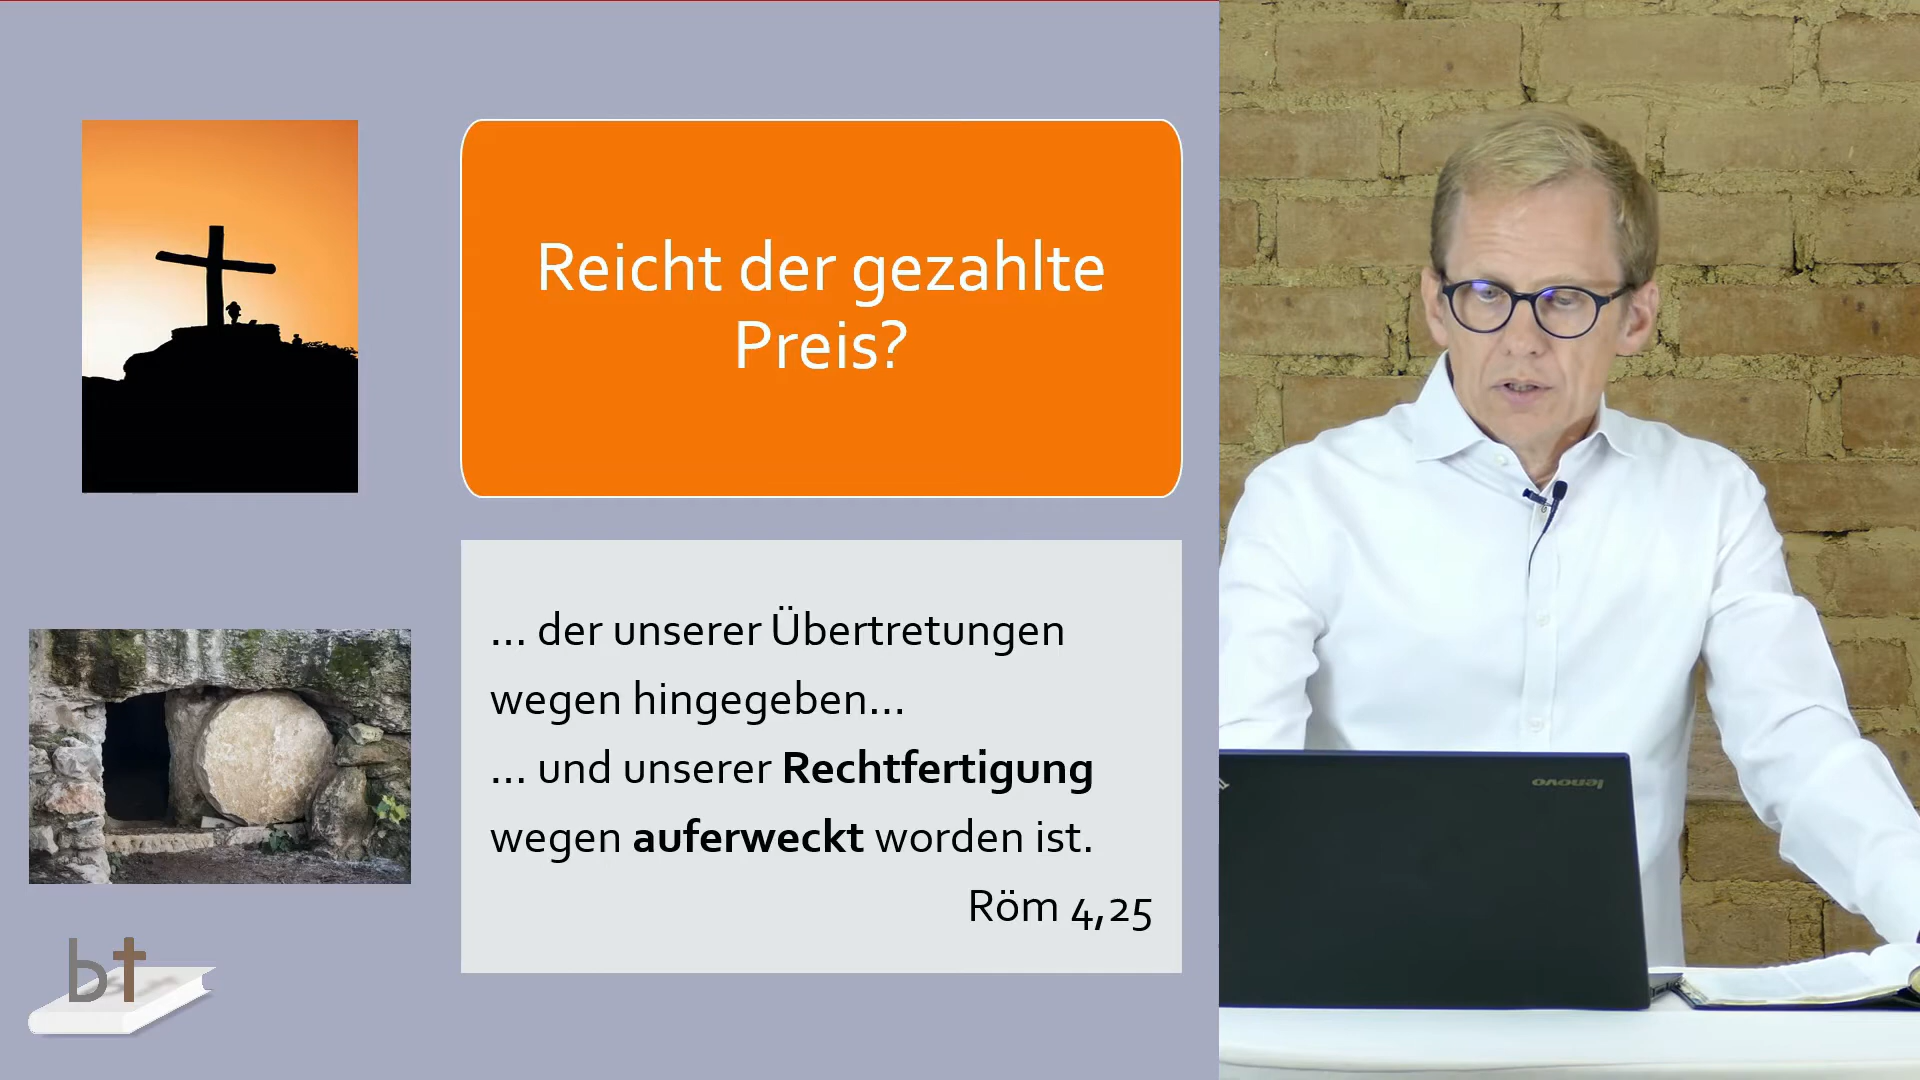 Reicht der gezahlte
Preis?
... der unserer Übertretungen
wegen hingegeben...
... und unserer Rechtfertigung
wegen auferweckt worden ist.
Röm 4,25
bt
lenovo